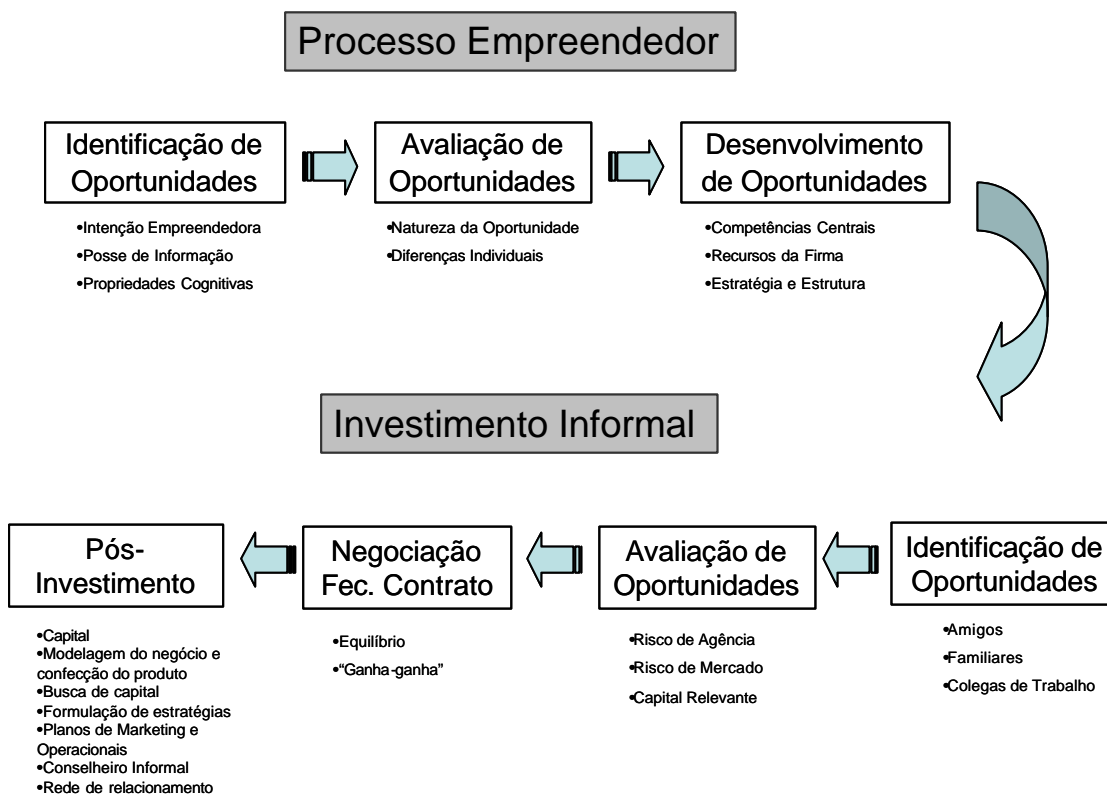 Processo Empreendedor
Identificação de
Oportunidades
•Intenção Empreendedora
•Posse de Informação
•Propriedades Cognitivas
Avaliação de
Oportunidades
•Natureza da Oportunidade
•Diferenças Individuais
Desenvolvimento
de Oportunidades
•Competências Centrais
•Recursos da Firma
•Estratégia e Estrutura
Investimento Informal
Identificação de
Oportunidades
•Amigos
•Familiares
•Colegas de Trabalho
Avaliação de
Oportunidades
•Risco de Agência
•Risco de Mercado
•Capital Relevante
Negociação
Fec. Contrato
•Equilíbrio
•“Ganha-ganha”
Pós-
Investimento
•Capital
•Modelagem do negócio e
confecção do produto
•Busca de capital
•Formulação de estratégias
•Planos de Marketing e
Operacionais
•Conselheiro Informal
•Rede de relacionamento